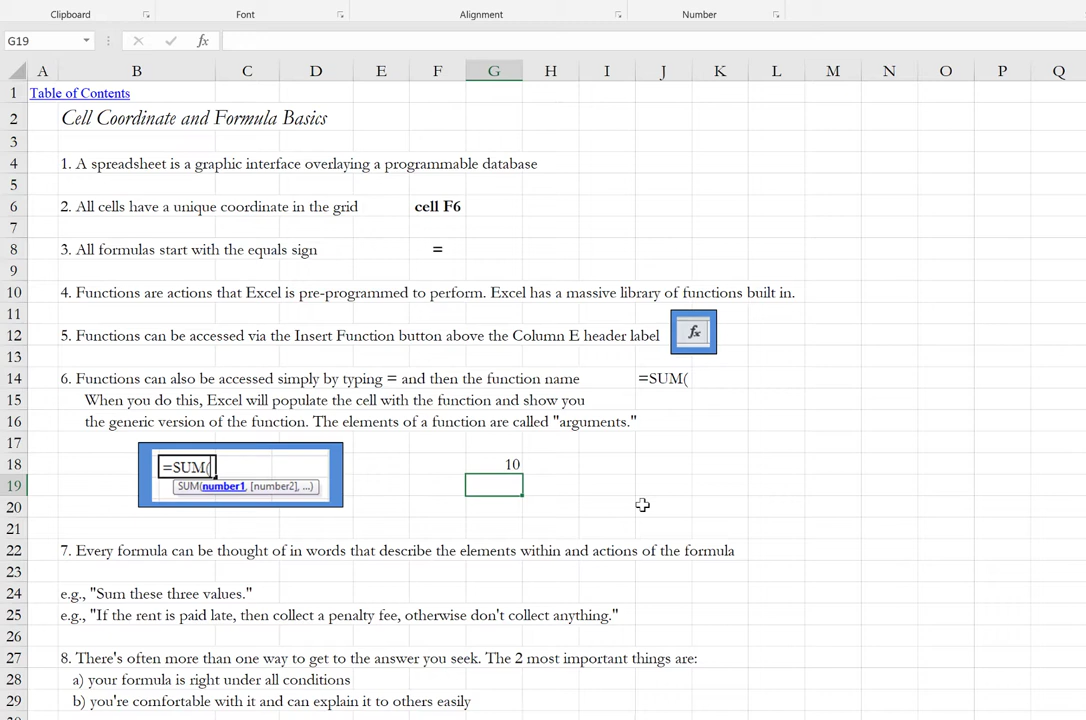 Clipboard Font Alignment Number
G19 fx
A B C D E F G H I J K L M N O P Q
1 Table of Contents
2 Cell Coordinate and Formula Basics
3
4 1. A spreadsheet is a graphic interface overlaying a programmable database
5
6 2. All cells have a unique coordinate in the grid cell F6
7
8 3. All formulas start with the equals sign =
9
10 4. Functions are actions that Excel is pre-programmed to perform. Excel has a massive library of functions built in.
11
12 5. Functions can be accessed via the Insert Function button above the Column E header label fx
13
14 6. Functions can also be accessed simply by typing = and then the function name =SUM(
15 When you do this, Excel will populate the cell with the function and show you
16 the generic version of the function. The elements of a function are called "arguments."
17
18 =SUM( 10
19 SUM(number1, [number2], ...)
20
21
22 7. Every formula can be thought of in words that describe the elements within and actions of the formula
23
24 e.g., "Sum these three values."
25 e.g., "If the rent is paid late, then collect a penalty fee, otherwise don't collect anything."
26
27 8. There's often more than one way to get to the answer you seek. The 2 most important things are:
28 a) your formula is right under all conditions
29 b) you're comfortable with it and can explain it to others easily